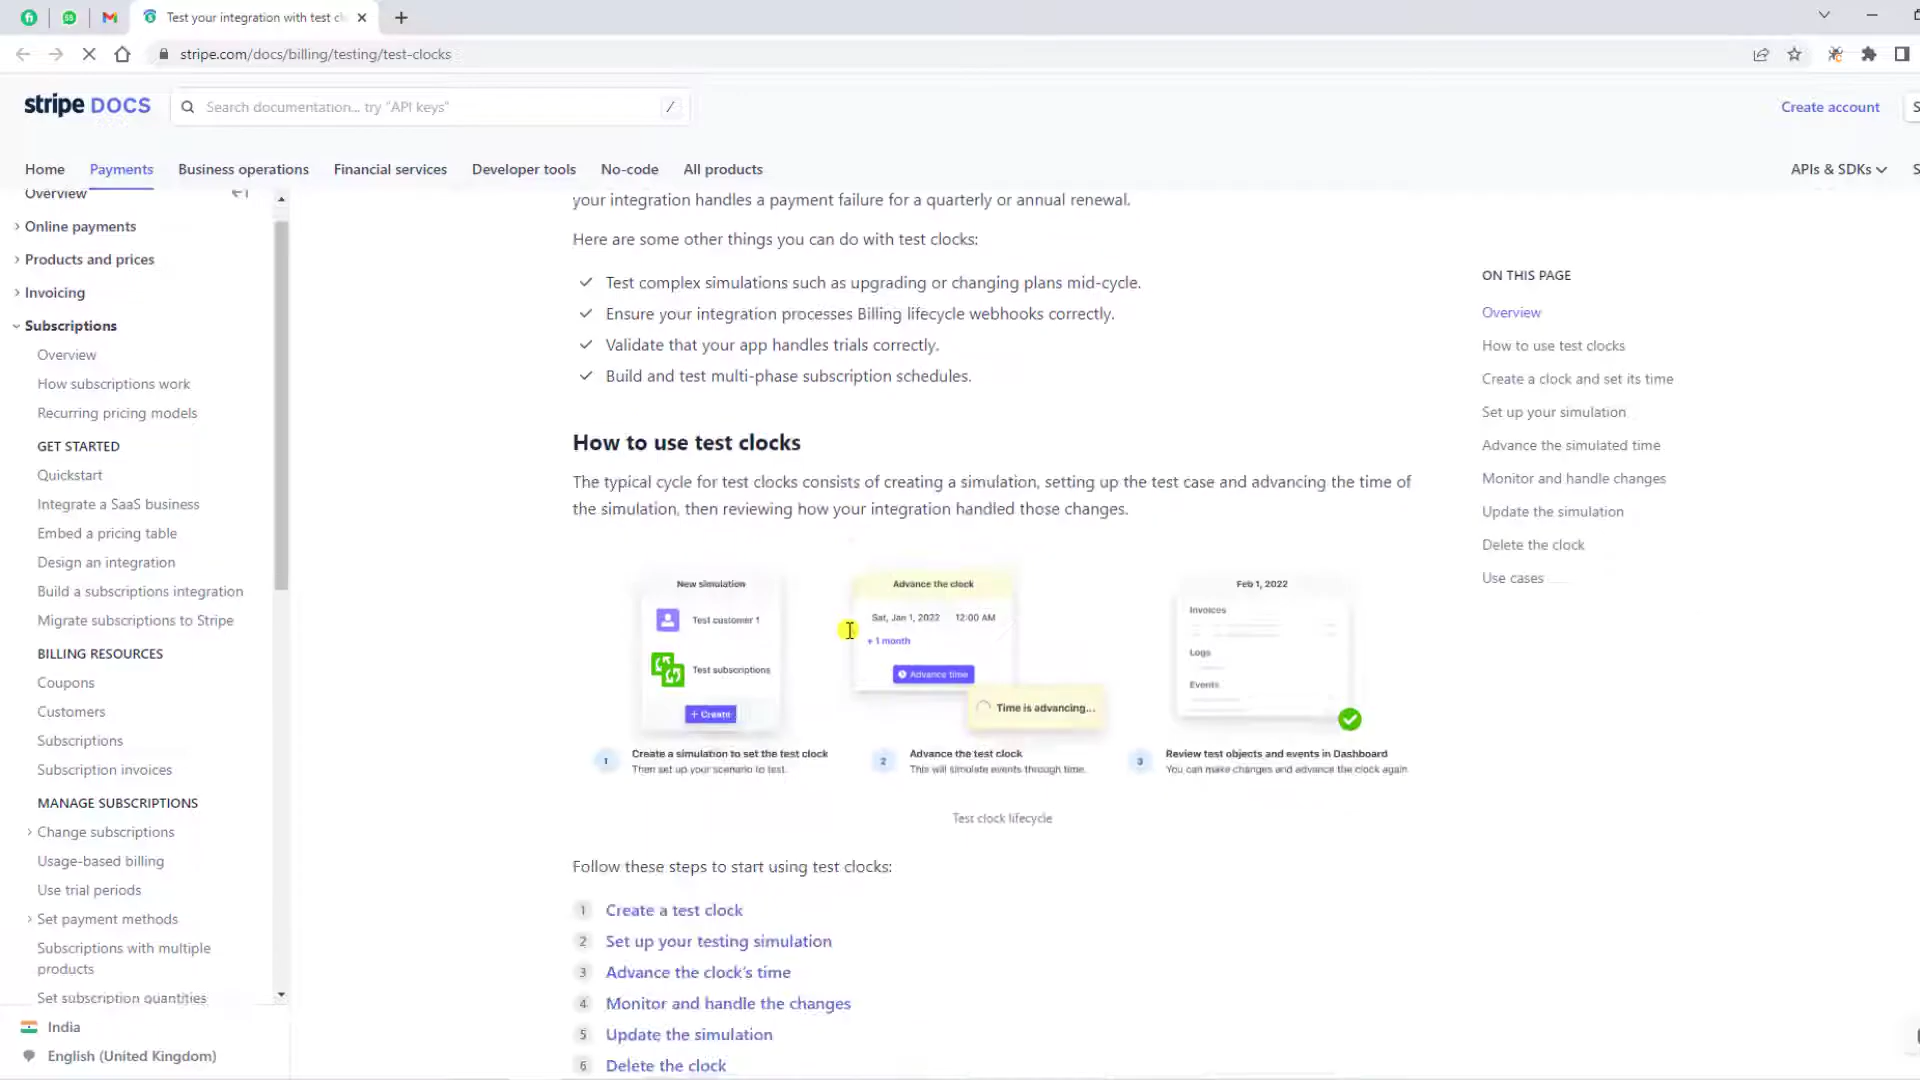 Test your integration with test cl
stripe.com/docs/billing/testing/test-clocks
stripe DOCS
Search documentation... try "API keys"
/
Create account
Home
Payments
Business operations
Financial services
Developer tools
No-code
All products
APIs & SDKs
Overview
Online payments
Products and prices
Invoicing
Subscriptions
Overview
How subscriptions work
Recurring pricing models
GET STARTED
Quickstart
Integrate a SaaS business
Embed a pricing table
Design an integration
Build a subscriptions integration
Migrate subscriptions to Stripe
BILLING RESOURCES
Coupons
Customers
Subscriptions
Subscription invoices
MANAGE SUBSCRIPTIONS
Change subscriptions
Usage-based billing
Use trial periods
Set payment methods
Subscriptions with multiple
products
Set subscription quantities
India
English (United Kingdom)
your integration handles a payment failure for a quarterly or annual renewal.
Here are some other things you can do with test clocks:
Test complex simulations such as upgrading or changing plans mid-cycle.
Ensure your integration processes Billing lifecycle webhooks correctly.
Validate that your app handles trials correctly.
Build and test multi-phase subscription schedules.
How to use test clocks
The typical cycle for test clocks consists of creating a simulation, setting up the test case and advancing the time of
the simulation, then reviewing how your integration handled those changes.
New simulation
Test customer 1
Test subscriptions
+ Create
Advance the clock
Sat, Jan 1, 2022 12:00 AM
+ 1 month
Advance time
Time is advancing...
Feb 1, 2022
Invoices
Logs
Events
1 Create a simulation to set the test clock
Then set up your scenario to test.
2 Advance the test clock
This will simulate events through time.
3 Review test objects and events in Dashboard
You can make changes and advance the clock again.
Test clock lifecycle
Follow these steps to start using test clocks:
1 Create a test clock
2 Set up your testing simulation
3 Advance the clock's time
4 Monitor and handle the changes
5 Update the simulation
6 Delete the clock
ON THIS PAGE
Overview
How to use test clocks
Create a clock and set its time
Set up your simulation
Advance the simulated time
Monitor and handle changes
Update the simulation
Delete the clock
Use cases